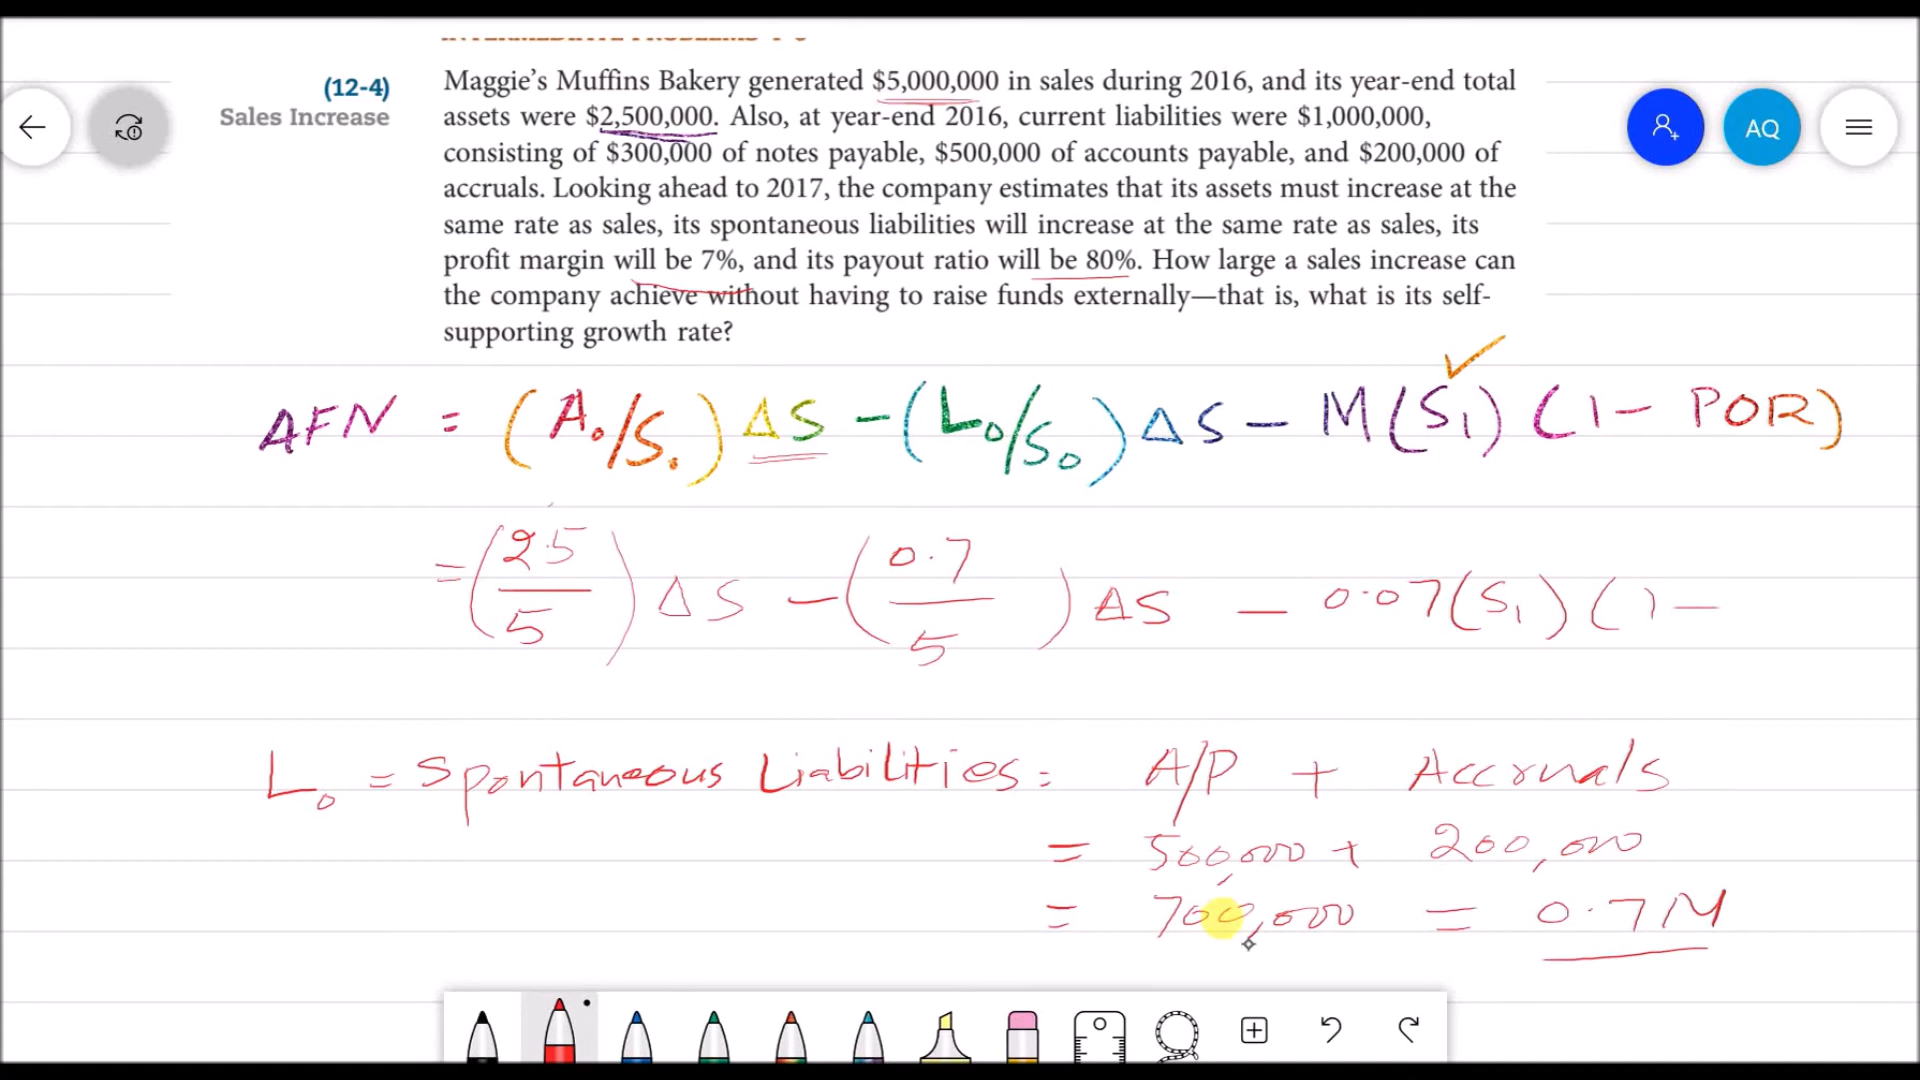 (12-4)
Sales Increase
Maggie's Muffins Bakery generated $5,000,000 in sales during 2016, and its year-end total
assets were $2,500,000. Also, at year-end 2016, current liabilities were $1,000,000,
consisting of $300,000 of notes payable, $500,000 of accounts payable, and $200,000 of
accruals. Looking ahead to 2017, the company estimates that its assets must increase at the
same rate as sales, its spontaneous liabilities will increase at the same rate as sales, its
profit margin will be 7%, and its payout ratio will be 80%. How large a sales increase can
the company achieve without having to raise funds externally—that is, what is its self-
supporting growth rate?
AQ
AFN = (A₀/S₀) ΔS - (L₀/S₀) ΔS - M(S₁) (1 - POR)
= (2.5/5) ΔS - (0.7/5) ΔS - 0.07(S₁) (1 -
L₀ = Spontaneous Liabilities = A/P + Accruals
= 500,000 + 200,000
= 700,000 = 0.7M